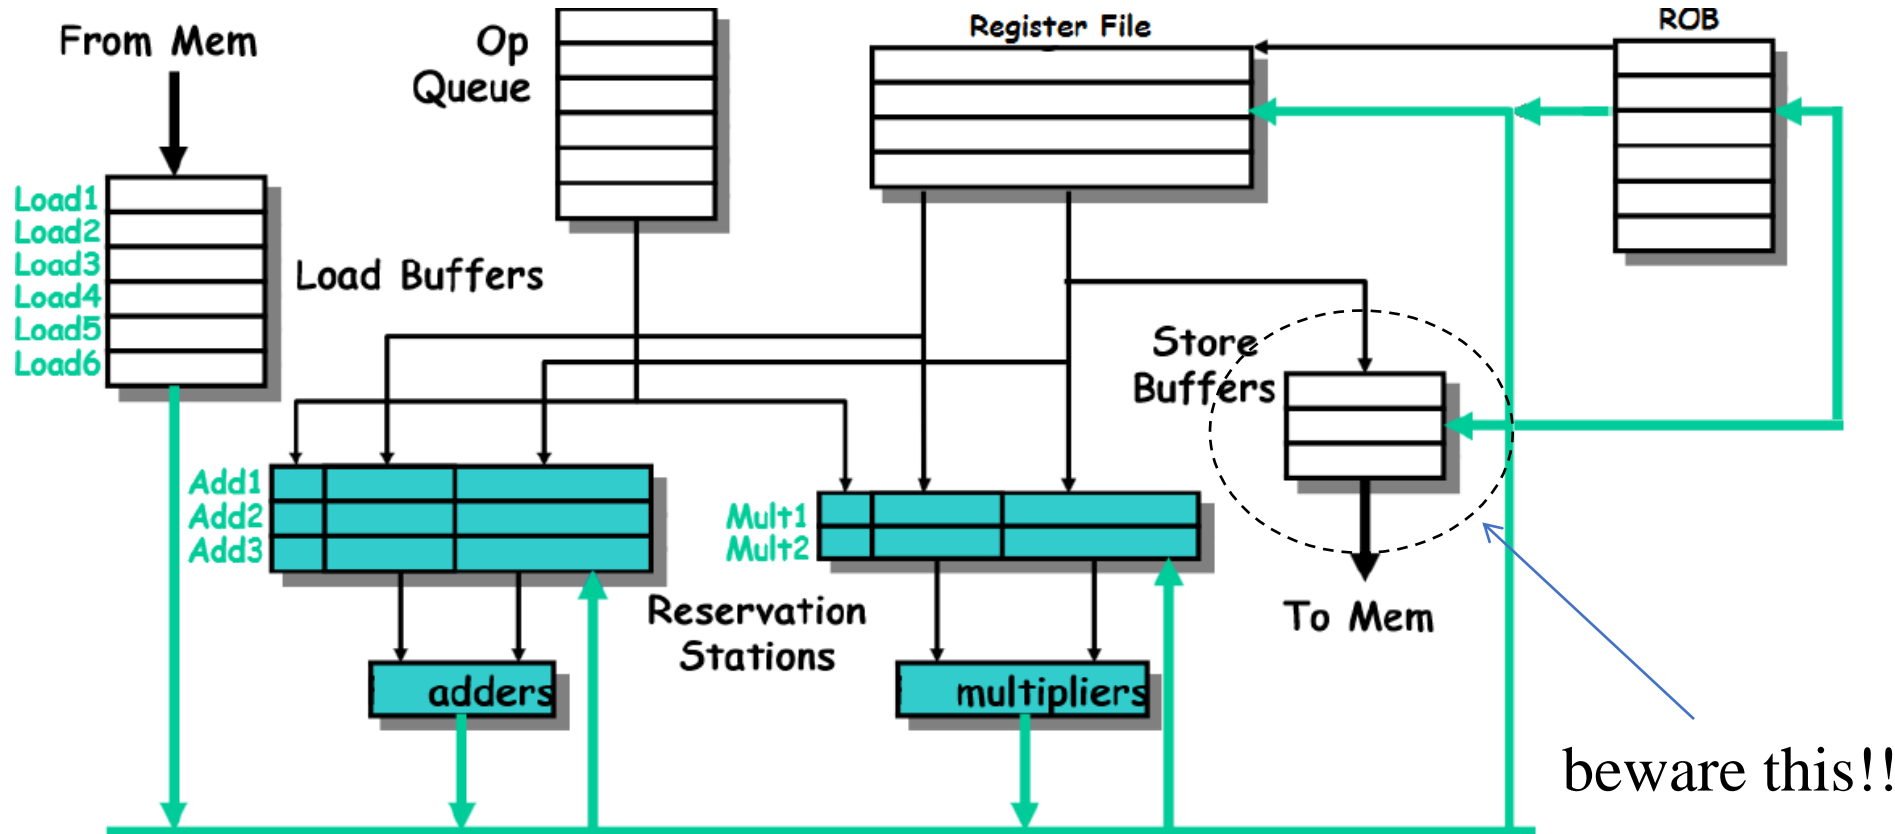 From Mem
Op
Queue
Register File
ROB
Load1
Load2
Load3
Load4
Load5
Load6
Load Buffers
Store
Buffers
Add1
Add2
Add3
Mult1
Mult2
Reservation
Stations
To Mem
adders
multipliers
beware this!!